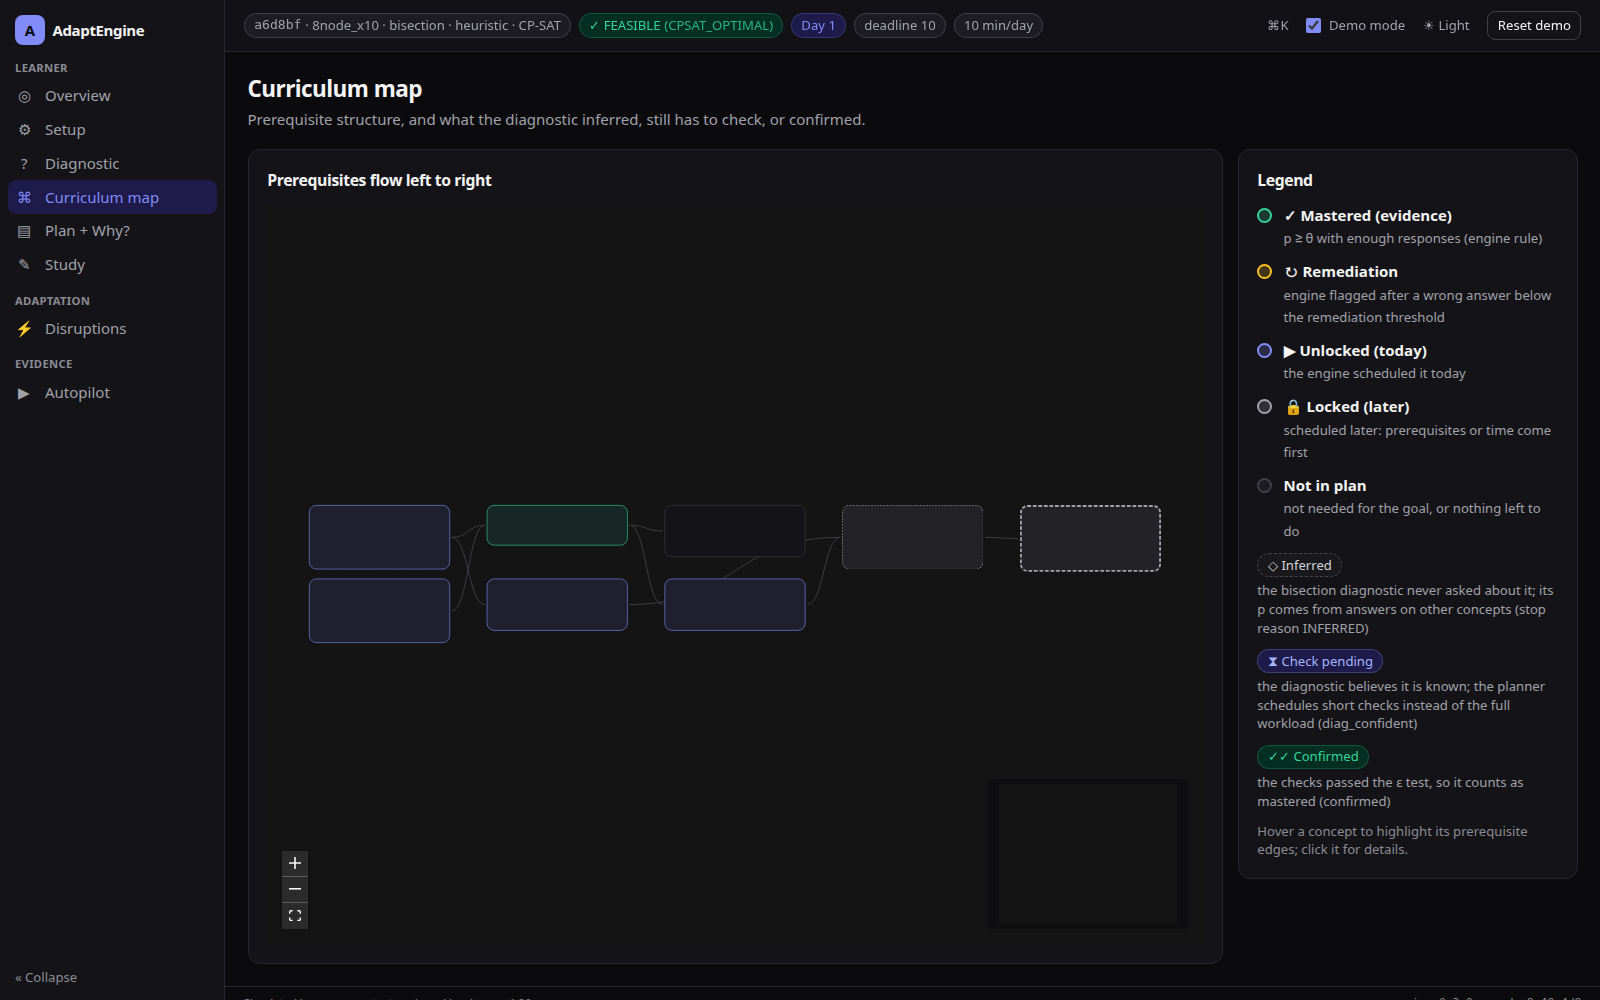 A AdaptEngine
LEARNER
Overview
Setup
Diagnostic
Curriculum map
Plan + Why?
Study
ADAPTATION
Disruptions
EVIDENCE
Autopilot
« Collapse
a6d8bf · 8node_x10 · bisection · heuristic · CP-SAT
✓ FEASIBLE (CPSAT_OPTIMAL)
Day 1
deadline 10
10 min/day
⌘K
Demo mode
☀ Light
Reset demo
Curriculum map
Prerequisite structure, and what the diagnostic inferred, still has to check, or confirmed.
Prerequisites flow left to right
Legend
✓ Mastered (evidence)
p ≥ θ with enough responses (engine rule)
↻ Remediation
engine flagged after a wrong answer below
the remediation threshold
▶ Unlocked (today)
the engine scheduled it today
🔒 Locked (later)
scheduled later: prerequisites or time come
first
Not in plan
not needed for the goal, or nothing left to
do
◇ Inferred
the bisection diagnostic never asked about it; its
p comes from answers on other concepts (stop
reason INFERRED)
⧗ Check pending
the diagnostic believes it is known; the planner
schedules short checks instead of the full
workload (diag_confident)
✓✓ Confirmed
the checks passed the ε test, so it counts as
mastered (confirmed)
Hover a concept to highlight its prerequisite
edges; click it for details.